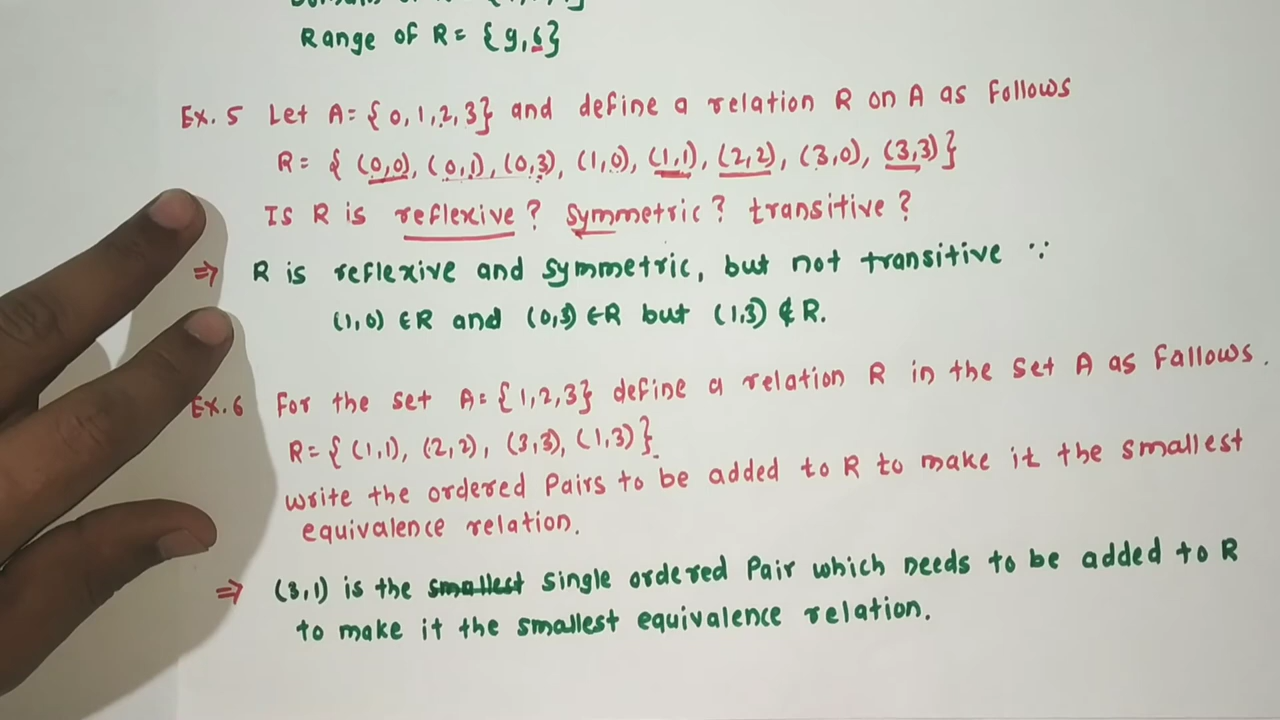 Range of R= {9,6}
Ex. 5 Let A= {0,1,2,3} and define a relation R on A as follows
R= { (0,0), (0,1), (0,3), (1,0), (1,1), (2,2), (3,0), (3,3)}
Is R is reflexive? Symmetric? transitive?
⇒ R is reflexive and symmetric, but not transitive ∵
(1,0) ∈R and (0,3) ∈R but (1,3) ∉ R.
Ex. 6 For the set A= {1,2,3} define a relation R in the set A as fallows.
R= { (1,1), (2,2), (3,3), (1,3)}.
write the ordered Pairs to be added to R to make it the smallest
equivalence relation.
⇒ (3,1) is the smallest single ordered Pair which needs to be added to R
to make it the smallest equivalence relation.